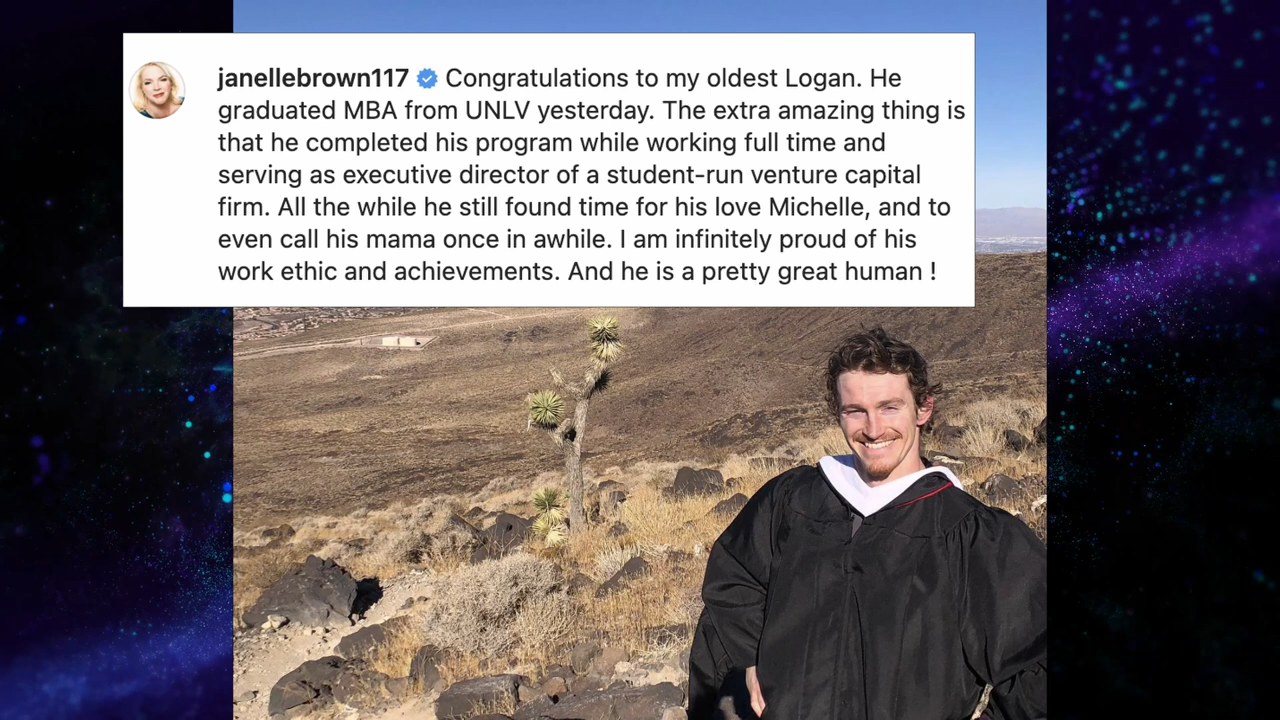 janellebrown117 Congratulations to my oldest Logan. He
graduated MBA from UNLV yesterday. The extra amazing thing is
that he completed his program while working full time and
serving as executive director of a student-run venture capital
firm. All the while he still found time for his love Michelle, and to
even call his mama once in awhile. I am infinitely proud of his
work ethic and achievements. And he is a pretty great human !